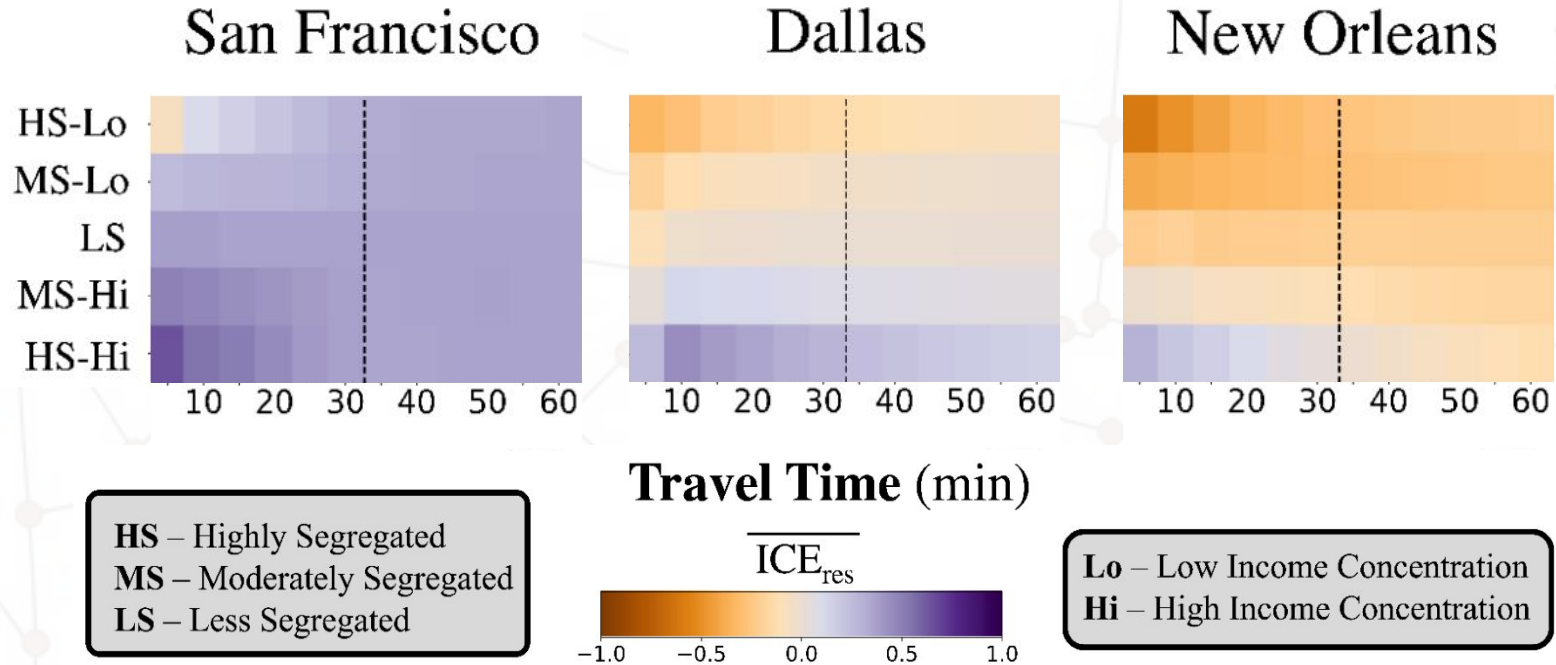 San Francisco
Dallas
New Orleans
HS-Lo
MS-Lo
LS
MS-Hi
HS-Hi
10 20 30 40 50 60
10 20 30 40 50 60
10 20 30 40 50 60
Travel Time (min)
HS – Highly Segregated
MS – Moderately Segregated
LS – Less Segregated
ICEres
−1.0 −0.5 0.0 0.5 1.0
Lo – Low Income Concentration
Hi – High Income Concentration